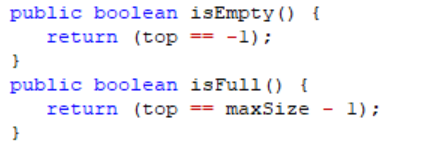 public boolean isEmpty() {
    return (top == -1);
}
public boolean isFull() {
    return (top == maxSize - 1);
}